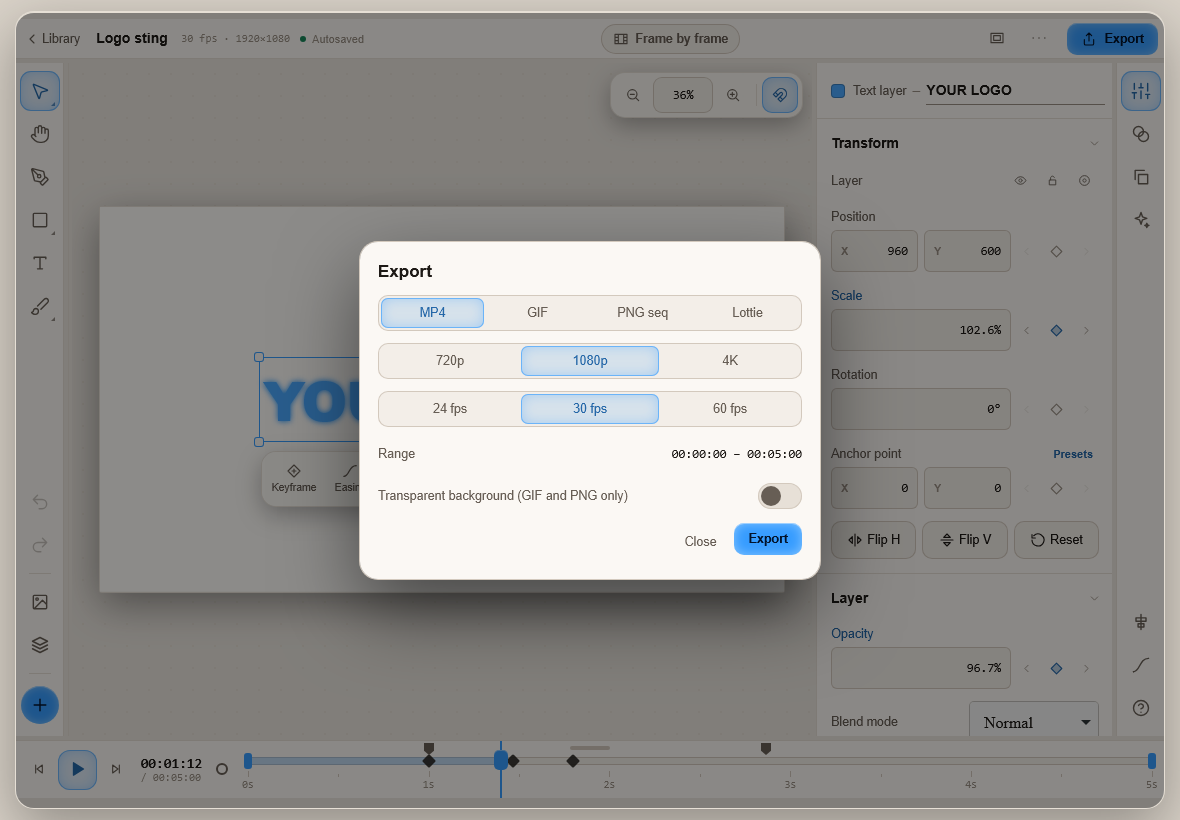 Library
Logo sting
30 fps · 1920×1080
Autosaved
Frame by frame
···
Export
36%
Text layer – YOUR LOGO
Transform
Layer
Position
X 960
Y 600
Scale
102.6%
Rotation
0°
Anchor point
Presets
X 0
Y 0
Flip H
Flip V
Reset
Layer
Opacity
96.7%
Blend mode
Normal
YOU
Keyframe
Easin
Export
MP4
GIF
PNG seq
Lottie
720p
1080p
4K
24 fps
30 fps
60 fps
Range
00:00:00 – 00:05:00
Transparent background (GIF and PNG only)
Close
Export
00:01:12
/ 00:05:00
0s
1s
2s
3s
4s
5s